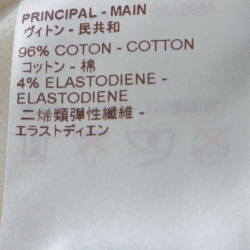 PRINCIPAL - MAIN
ヴィトン - 民共和
96% COTON - COTTON
コットン - 棉
4% ELASTODIENE -
ELASTODIENE
二烯類彈性纖維 -
エラストディエン